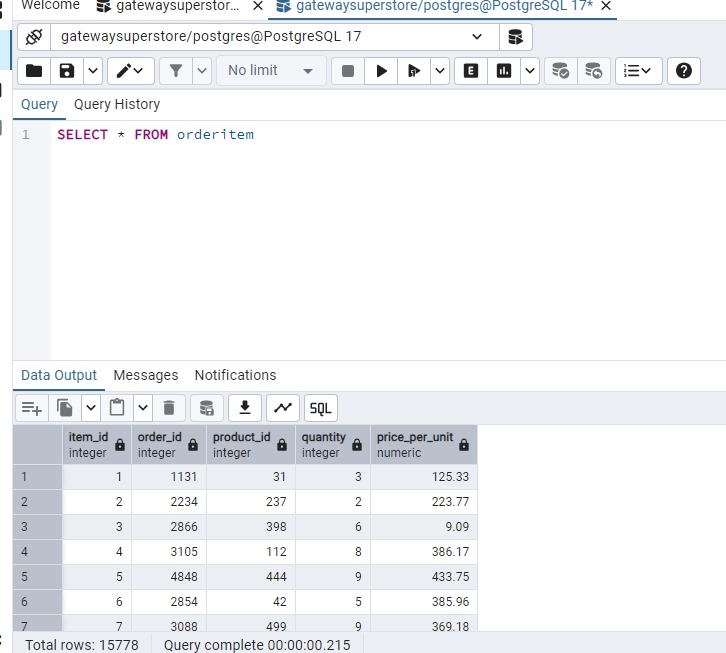 Welcome gatewaysuperstor... gatewaysuperstore/postgres@PostgreSQL 17*
gatewaysuperstore/postgres@PostgreSQL 17
No limit
E
Query Query History
1 SELECT * FROM orderitem
Data Output Messages Notifications
SQL
item_id order_id product_id quantity price_per_unit
integer integer integer integer numeric
1 1 1131 31 3 125.33
2 2 2234 237 2 223.77
3 3 2866 398 6 9.09
4 4 3105 112 8 386.17
5 5 4848 444 9 433.75
6 6 2854 42 5 385.96
7 7 3088 499 9 369.18
Total rows: 15778 Query complete 00:00:00.215